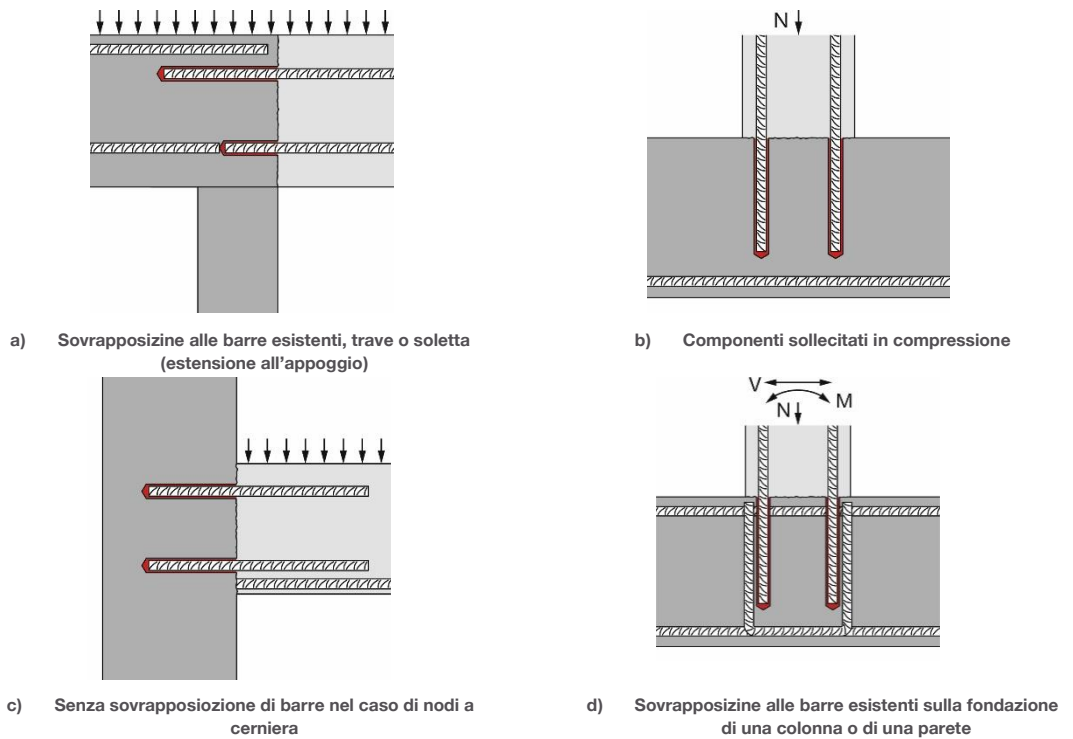 N
a) Sovrapposizine alle barre esistenti, trave o soletta
(estensione all’appoggio)
b) Componenti sollecitati in compressione
V
M
N
c) Senza sovrapposiozione di barre nel caso di nodi a
cerniera
d) Sovrapposizine alle barre esistenti sulla fondazione
di una colonna o di una parete